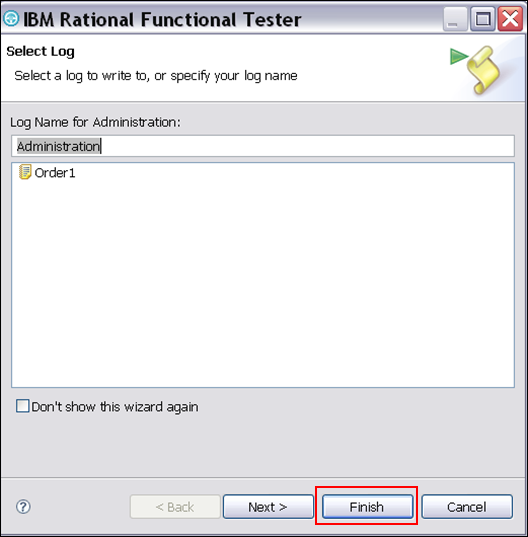 IBM Rational Functional Tester
Select Log
Select a log to write to, or specify your log name
Log Name for Administration:
Administration
Order1
Don't show this wizard again
?
< Back Next > Finish Cancel